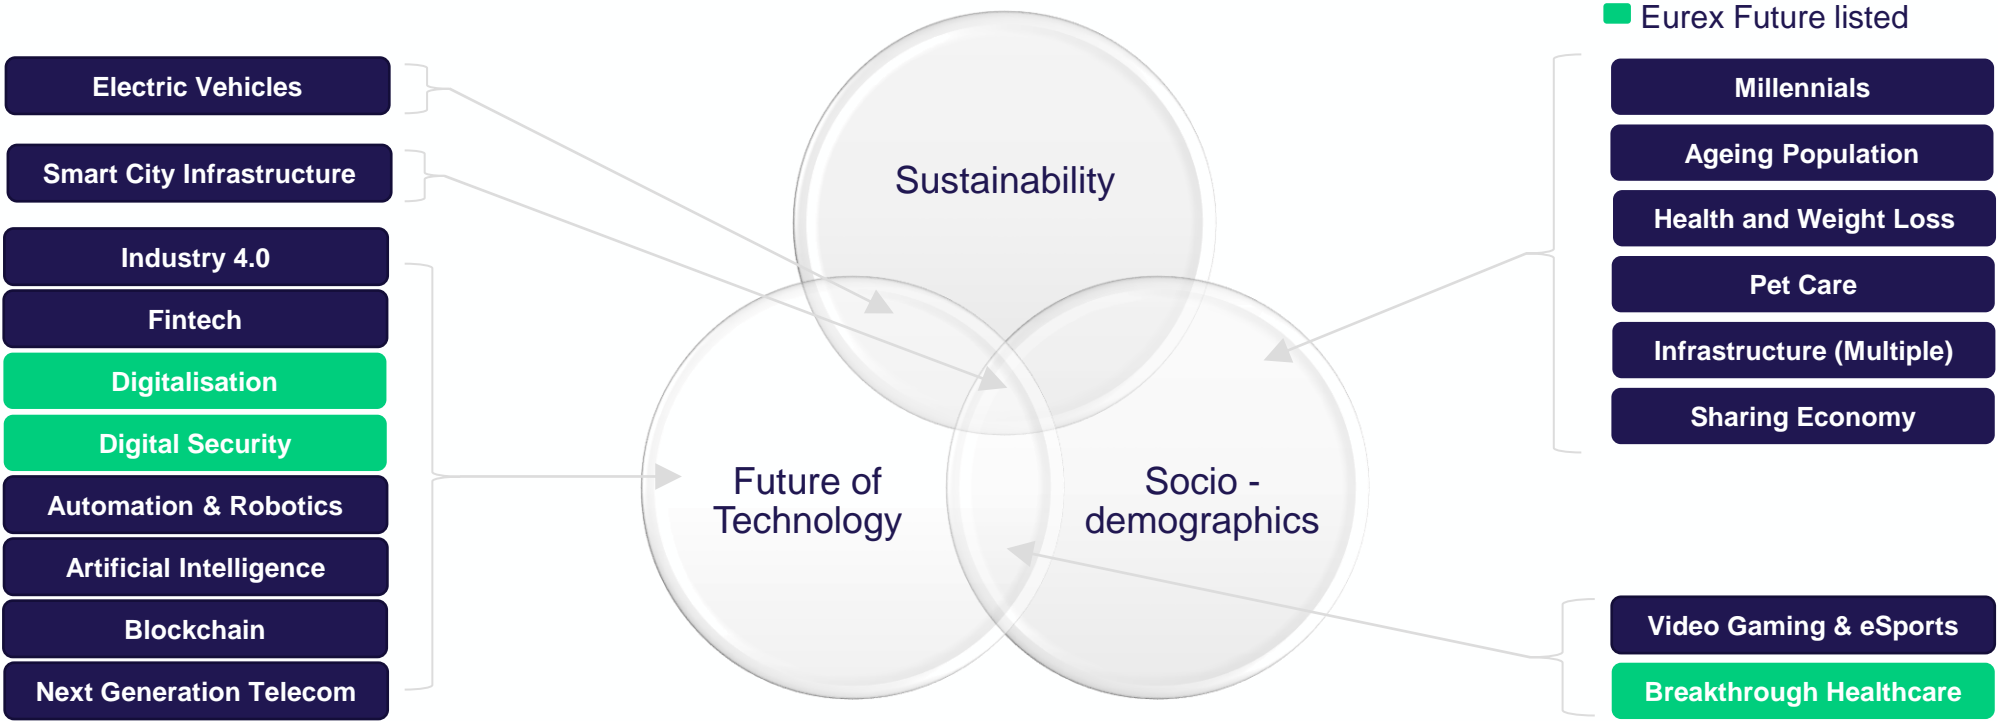 Eurex Future listed
Electric Vehicles
Smart City Infrastructure
Industry 4.0
Fintech
Digitalisation
Digital Security
Automation & Robotics
Artificial Intelligence
Blockchain
Next Generation Telecom
Sustainability
Future of
Technology
Socio -
demographics
Millennials
Ageing Population
Health and Weight Loss
Pet Care
Infrastructure (Multiple)
Sharing Economy
Video Gaming & eSports
Breakthrough Healthcare